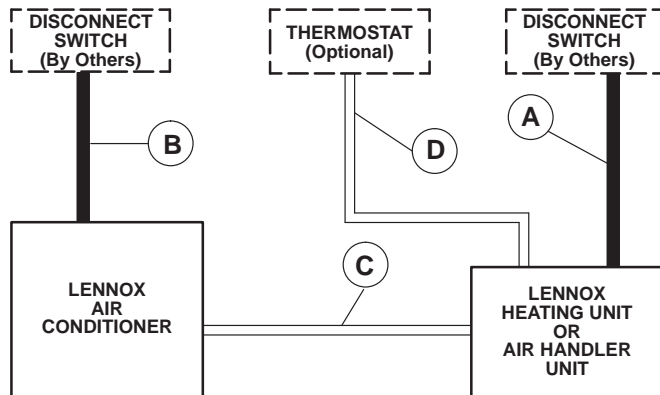 DISCONNECT
SWITCH
(By Others)
THERMOSTAT
(Optional)
DISCONNECT
SWITCH
(By Others)
A
B
D
C
LENNOX
AIR
CONDITIONER
LENNOX
HEATING UNIT
OR
AIR HANDLER
UNIT